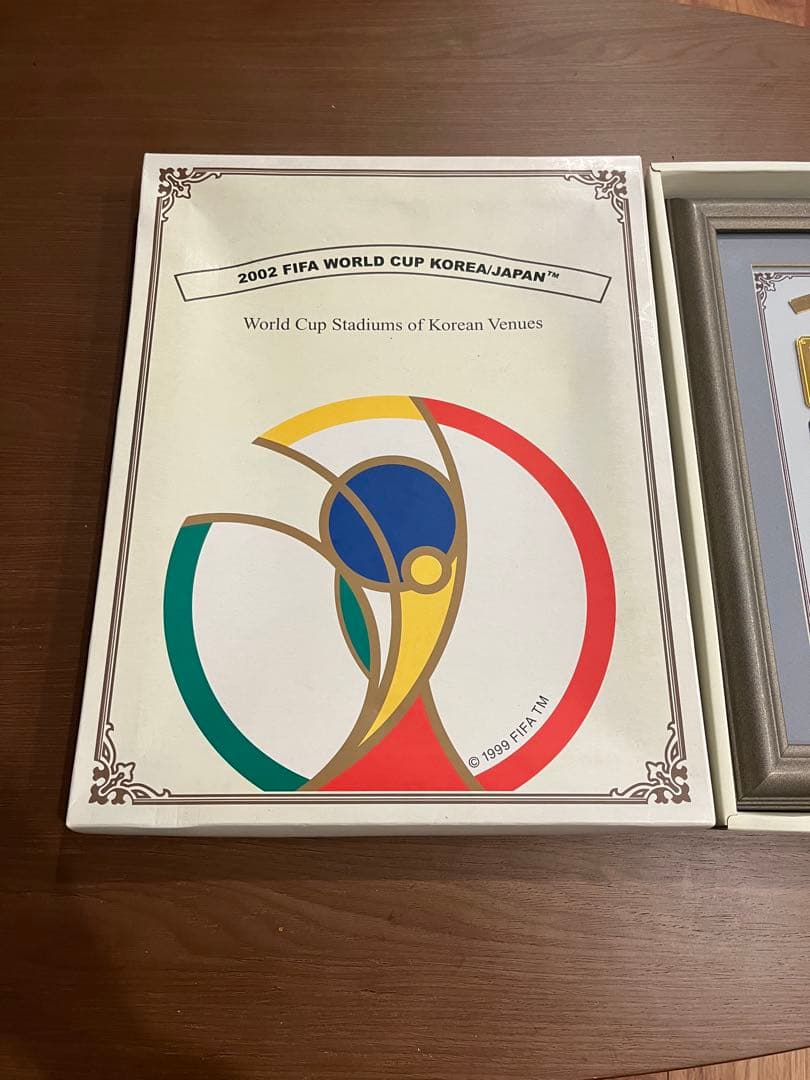 2002 FIFA WORLD CUP KOREA/JAPAN™
World Cup Stadiums of Korean Venues
© 1999 FIFA TM